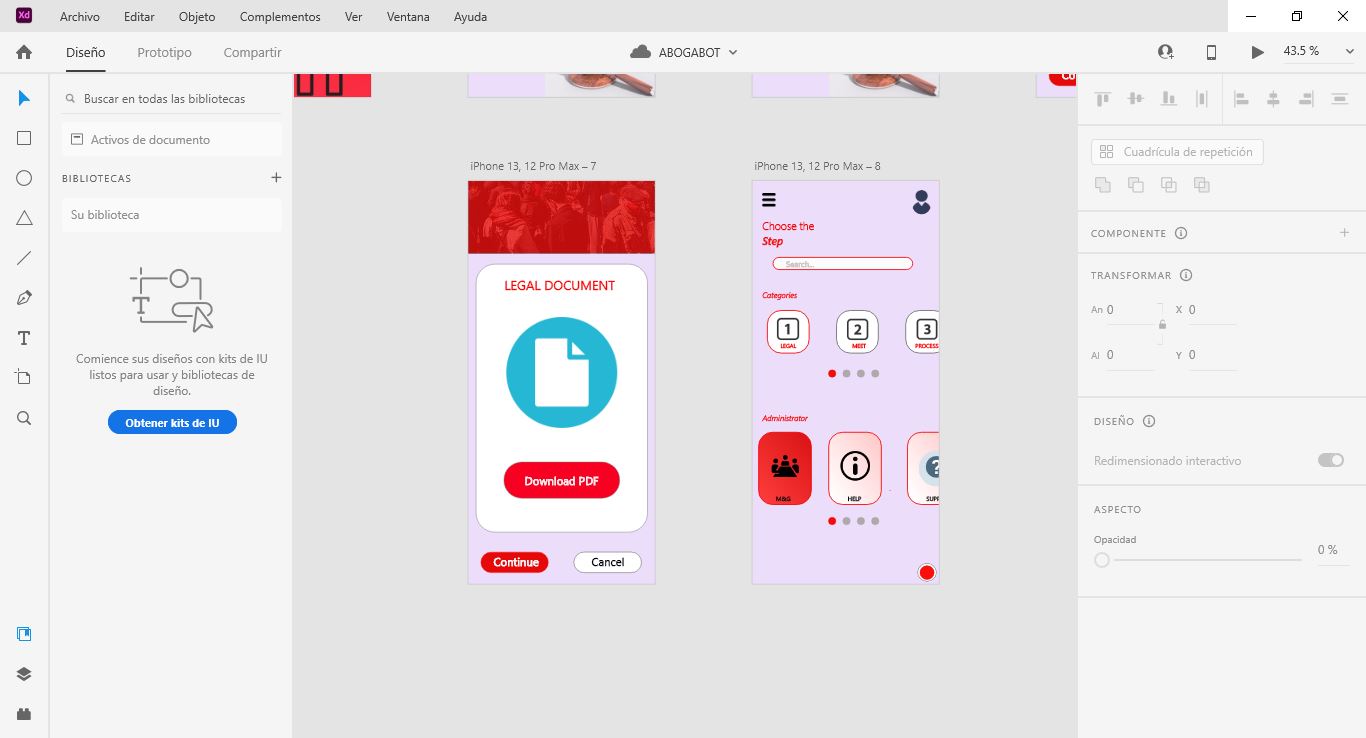 Xd
Archivo Editar Objeto Complementos Ver Ventana Ayuda
Diseño Prototipo Compartir
ABOGABOT
43.5 %
Buscar en todas las bibliotecas
Activos de documento
BIBLIOTECAS
Su biblioteca
Comience sus diseños con kits de IU
listos para usar y bibliotecas de
diseño.
Obtener kits de IU
iPhone 13, 12 Pro Max – 7
LEGAL DOCUMENT
Download PDF
Continue
Cancel
iPhone 13, 12 Pro Max – 8
Choose the
Step
Search...
Categories
1
LEGAL
2
MEET
3
PROCESS
Administrator
M&G
HELP
?
SUPP
Cuadrícula de repetición
COMPONENTE
TRANSFORMAR
An 0 X 0
Al 0 Y 0
DISEÑO
Redimensionado interactivo
ASPECTO
Opacidad
0 %